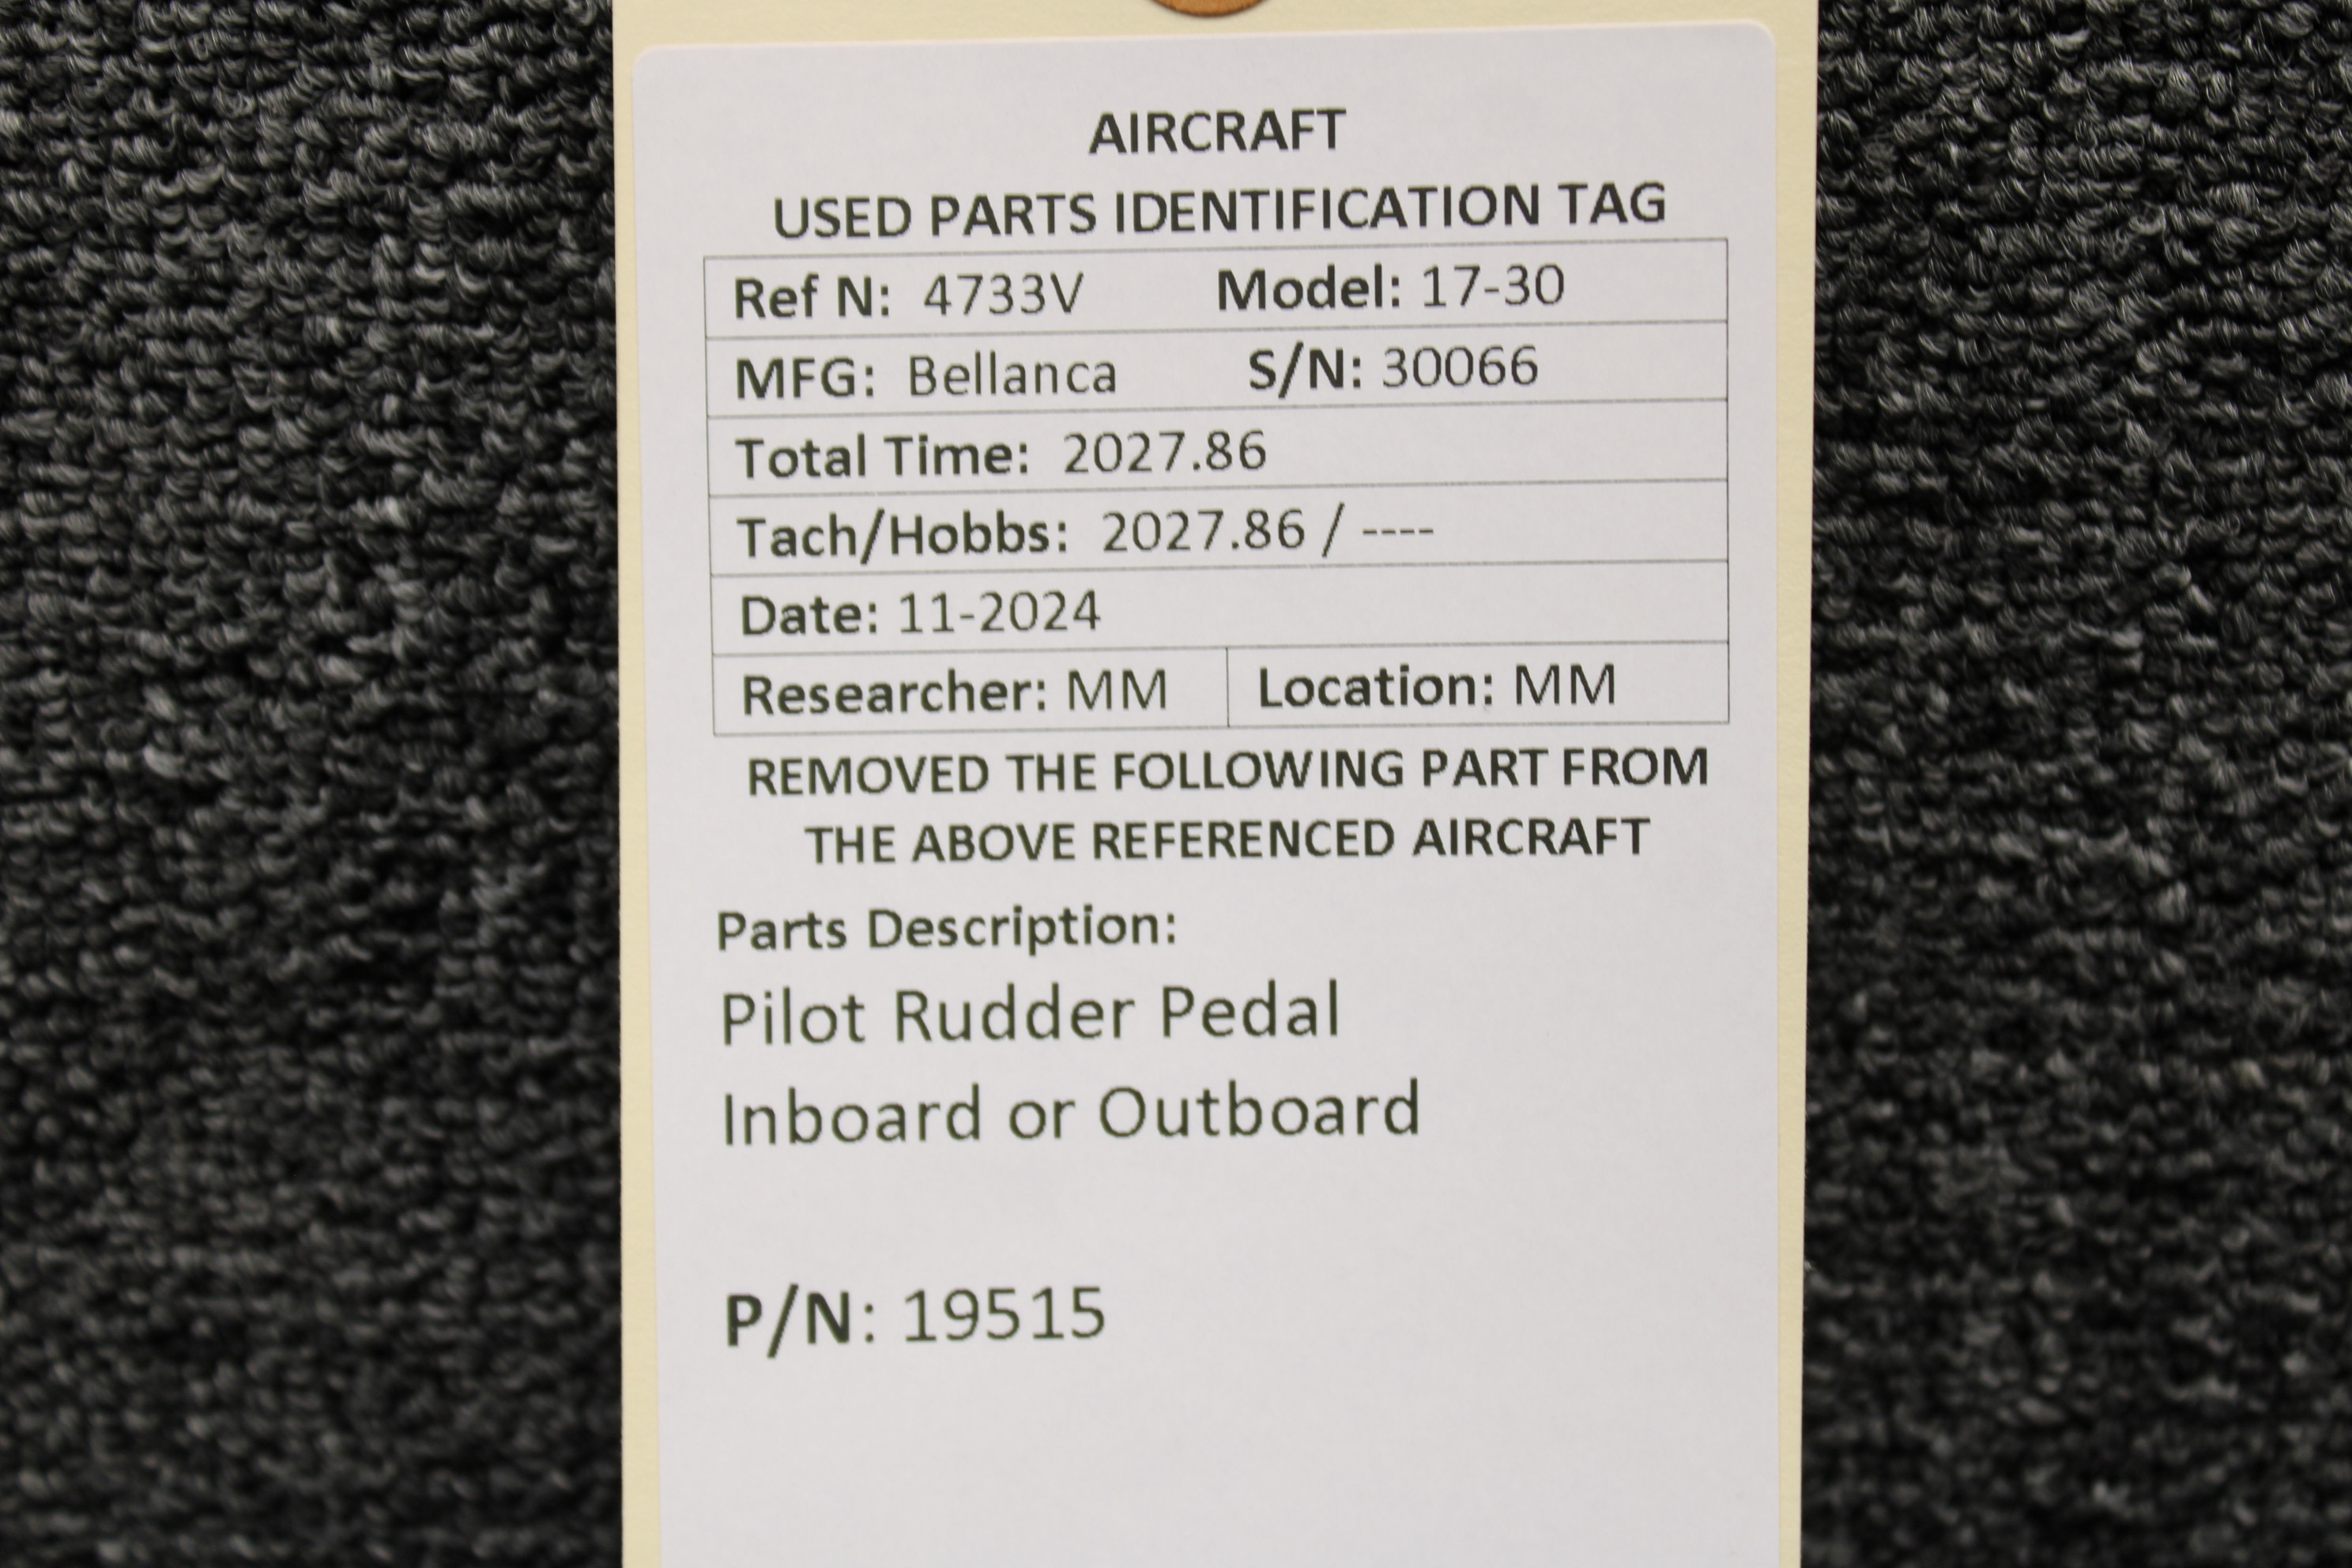 AIRCRAFT
USED PARTS IDENTIFICATION TAG
Ref N: 4733V Model: 17-30
MFG: Bellanca S/N: 30066
Total Time: 2027.86
Tach/Hobbs: 2027.86 / ----
Date: 11-2024
Researcher: MM Location: MM
REMOVED THE FOLLOWING PART FROM
THE ABOVE REFERENCED AIRCRAFT
Parts Description:
Pilot Rudder Pedal
Inboard or Outboard
P/N: 19515